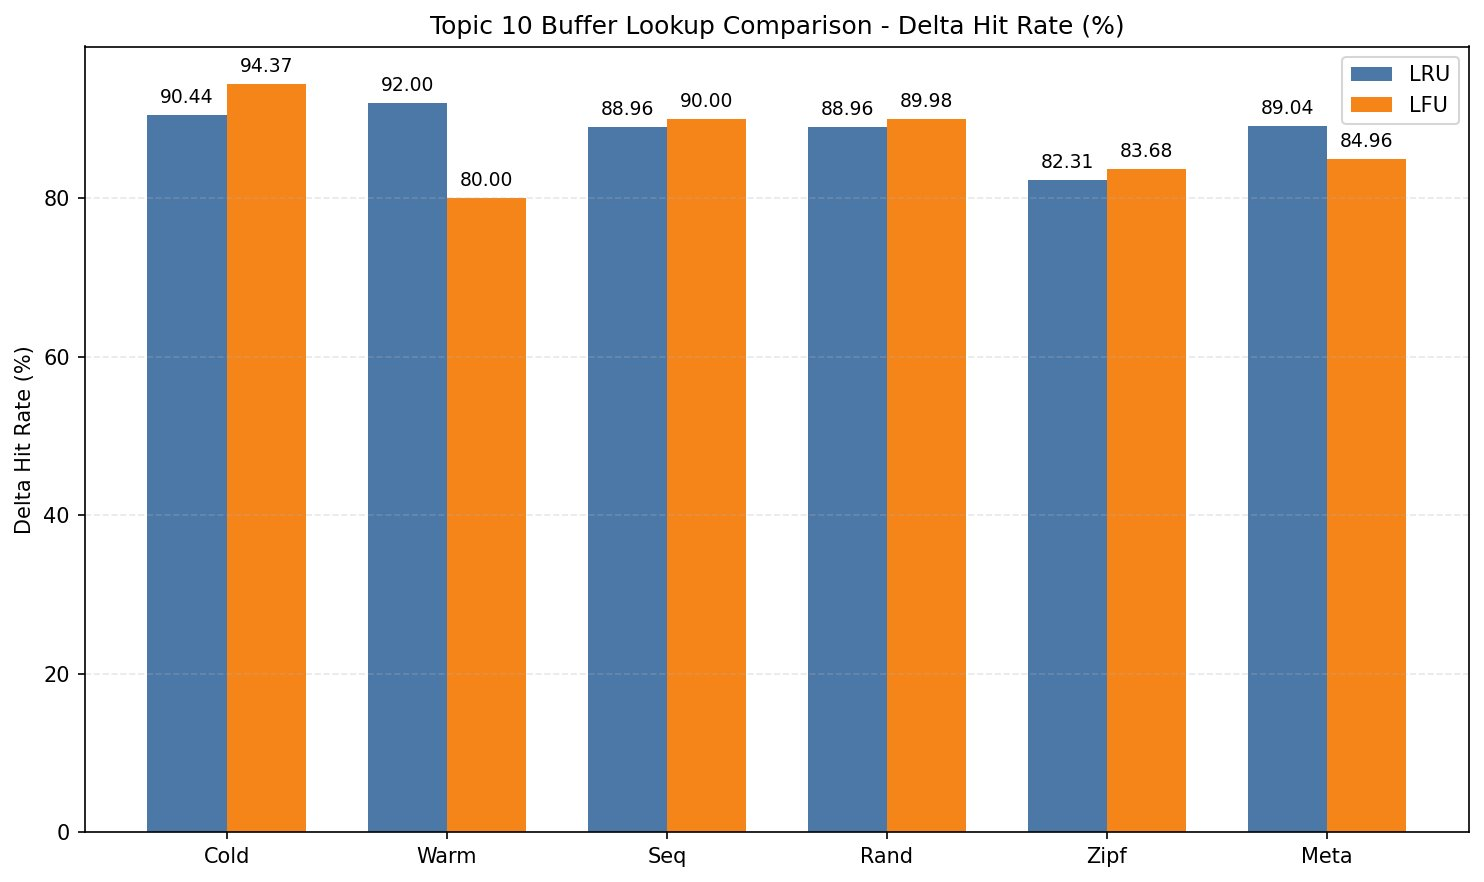 Topic 10 Buffer Lookup Comparison - Delta Hit Rate (%)
LRU
LFU
90.44
94.37
92.00
80.00
88.96
90.00
88.96
89.98
82.31
83.68
89.04
84.96
Delta Hit Rate (%)
80
60
40
20
0
Cold
Warm
Seq
Rand
Zipf
Meta